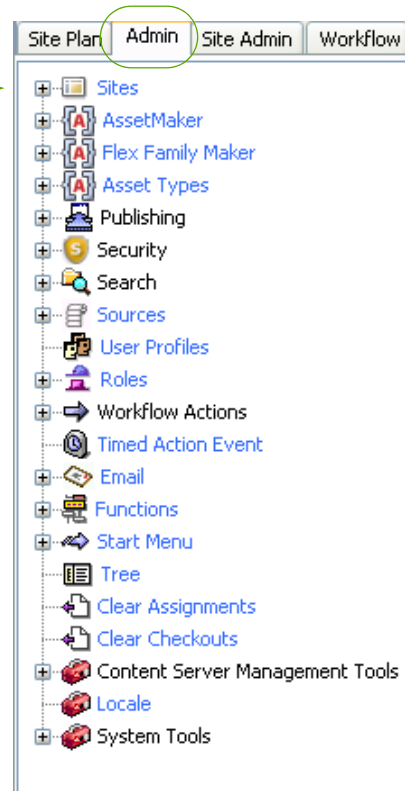 Site Plan Admin Site Admin Workflow
Sites
{A} AssetMaker
{A} Flex Family Maker
{A} Asset Types
Publishing
S Security
Search
Sources
User Profiles
Roles
Workflow Actions
Timed Action Event
Email
Functions
Start Menu
Tree
Clear Assignments
Clear Checkouts
Content Server Management Tools
Locale
System Tools